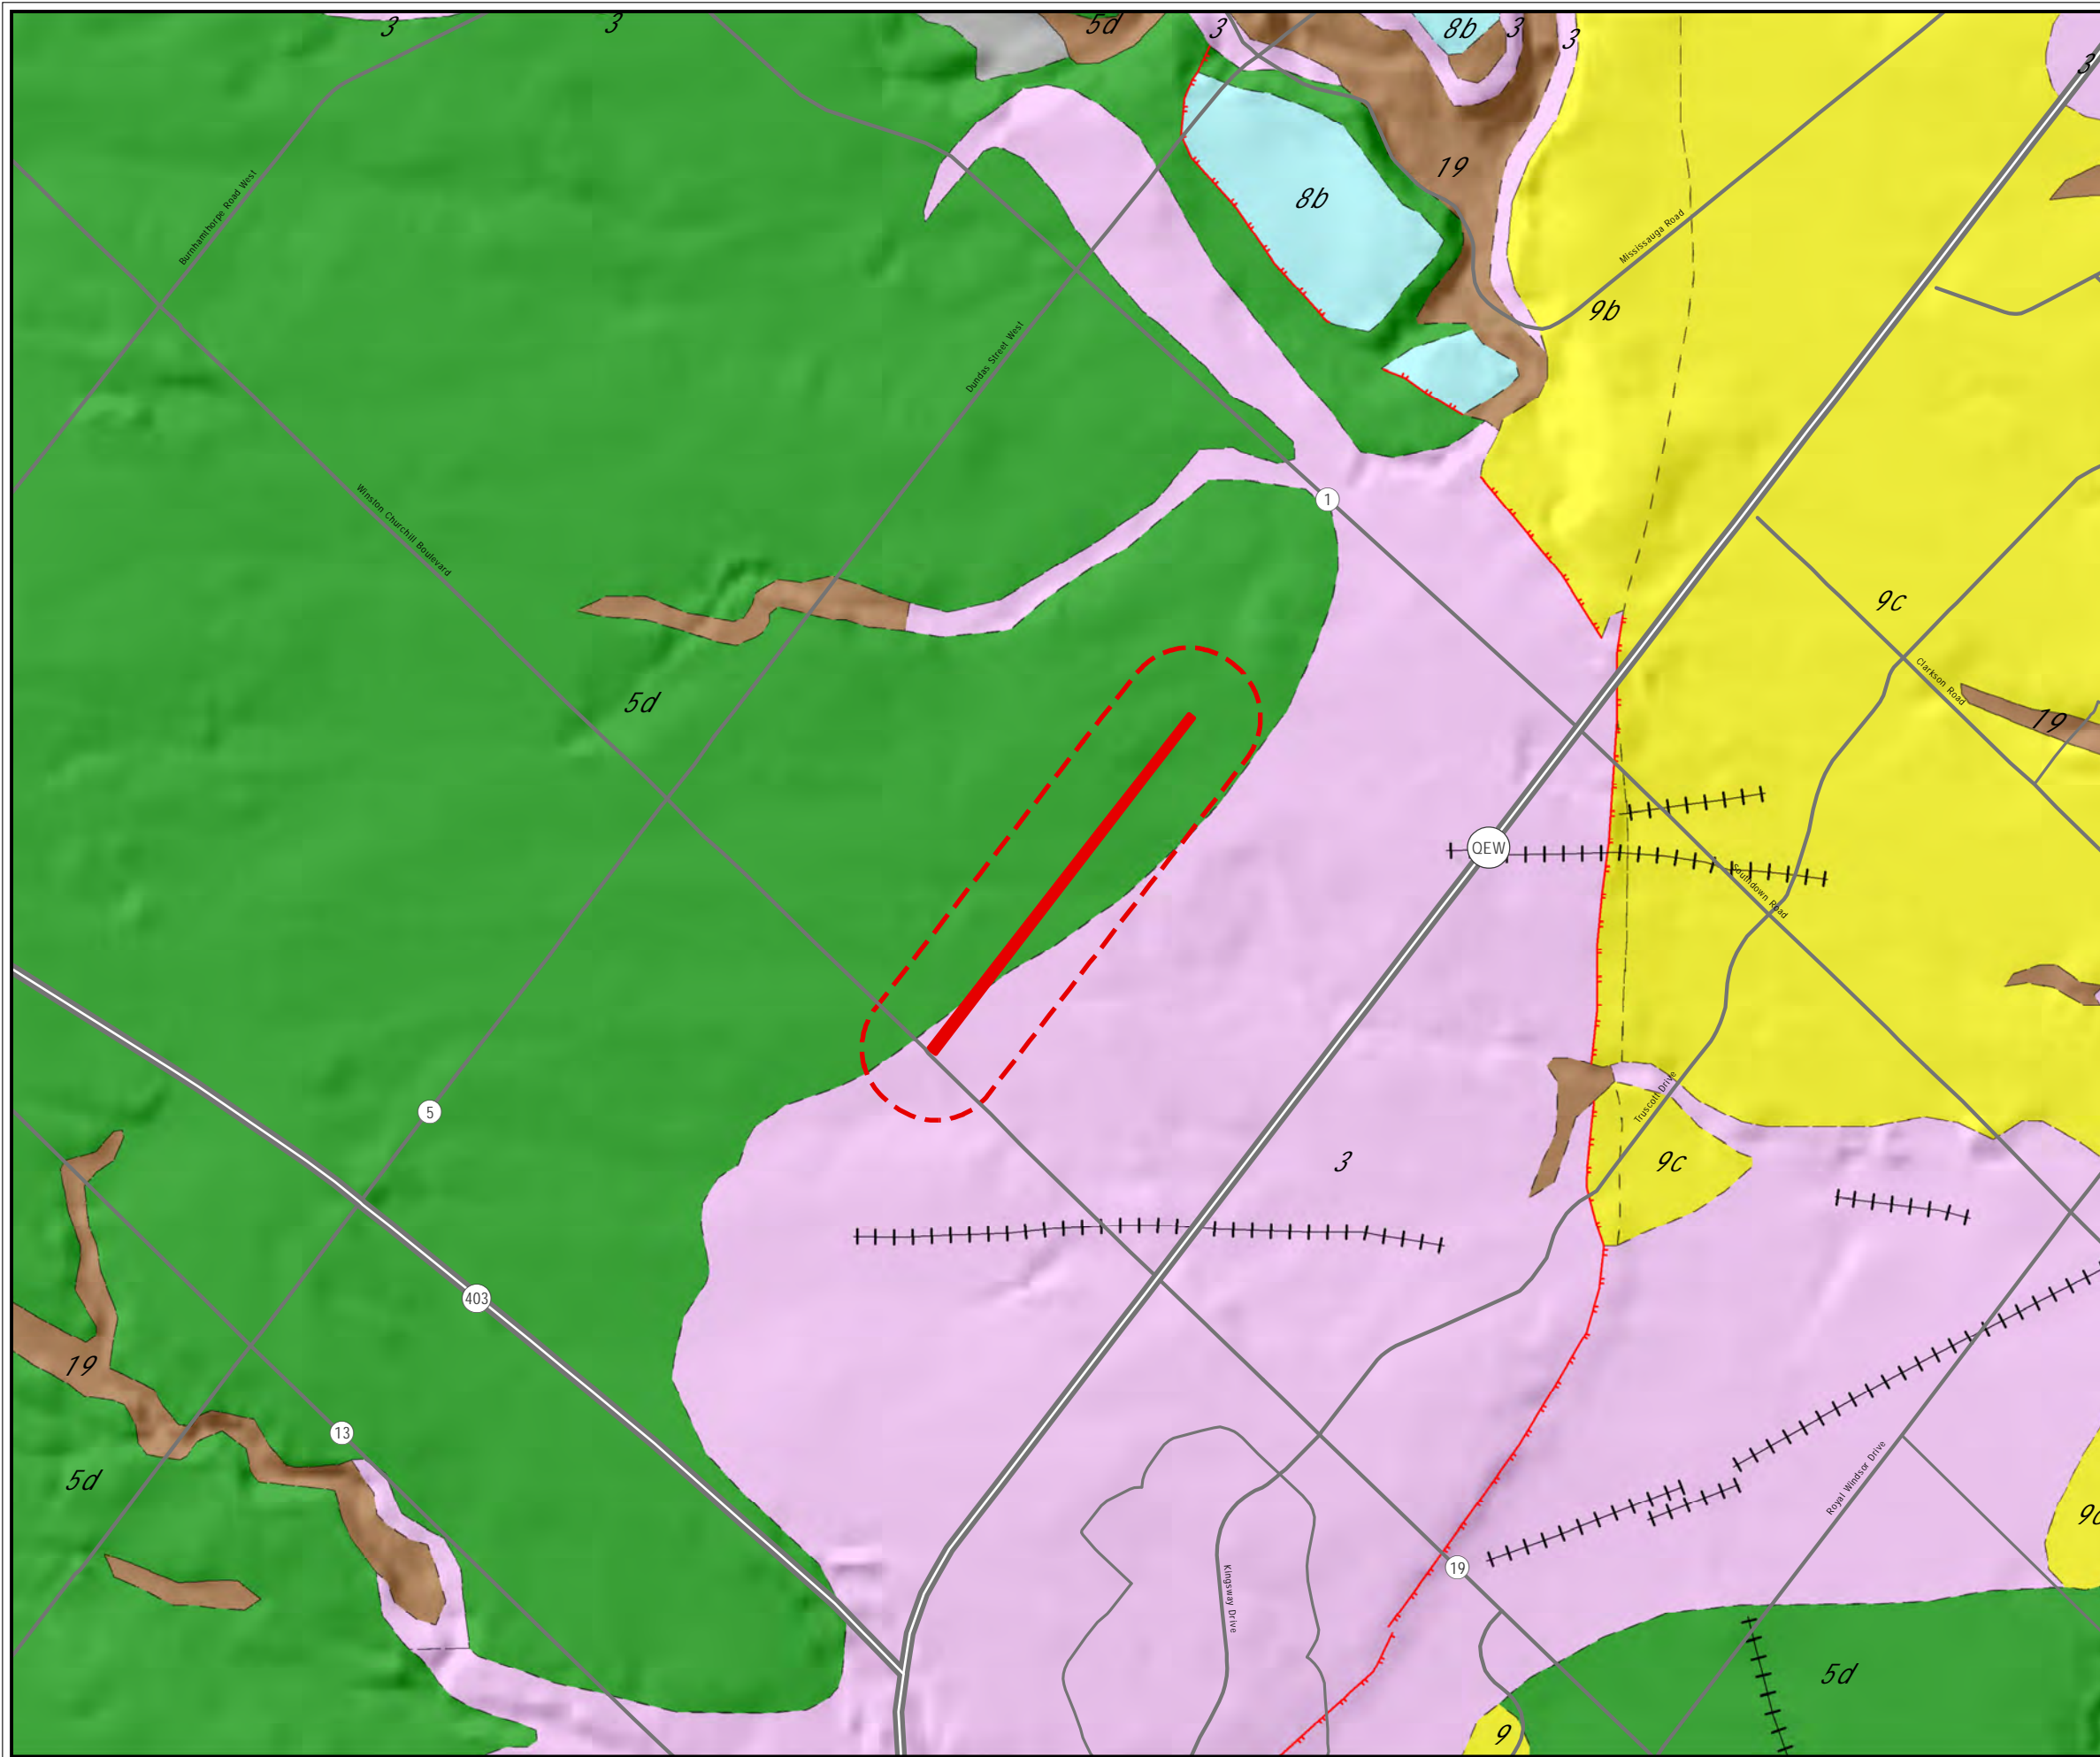 3
3
5d
3
8b
3
3
3
19
8b
Burnhamthorpe Road West
Mississauga Road
9b
Dundas Street West
1
Winston Churchill Boulevard
9c
5d
Clarkson Road
19
QEW
Southdown Road
5
Truscott Drive
3
9c
403
19
13
5d
Royal Windsor Drive
19
Kingsway Drive
5d
9